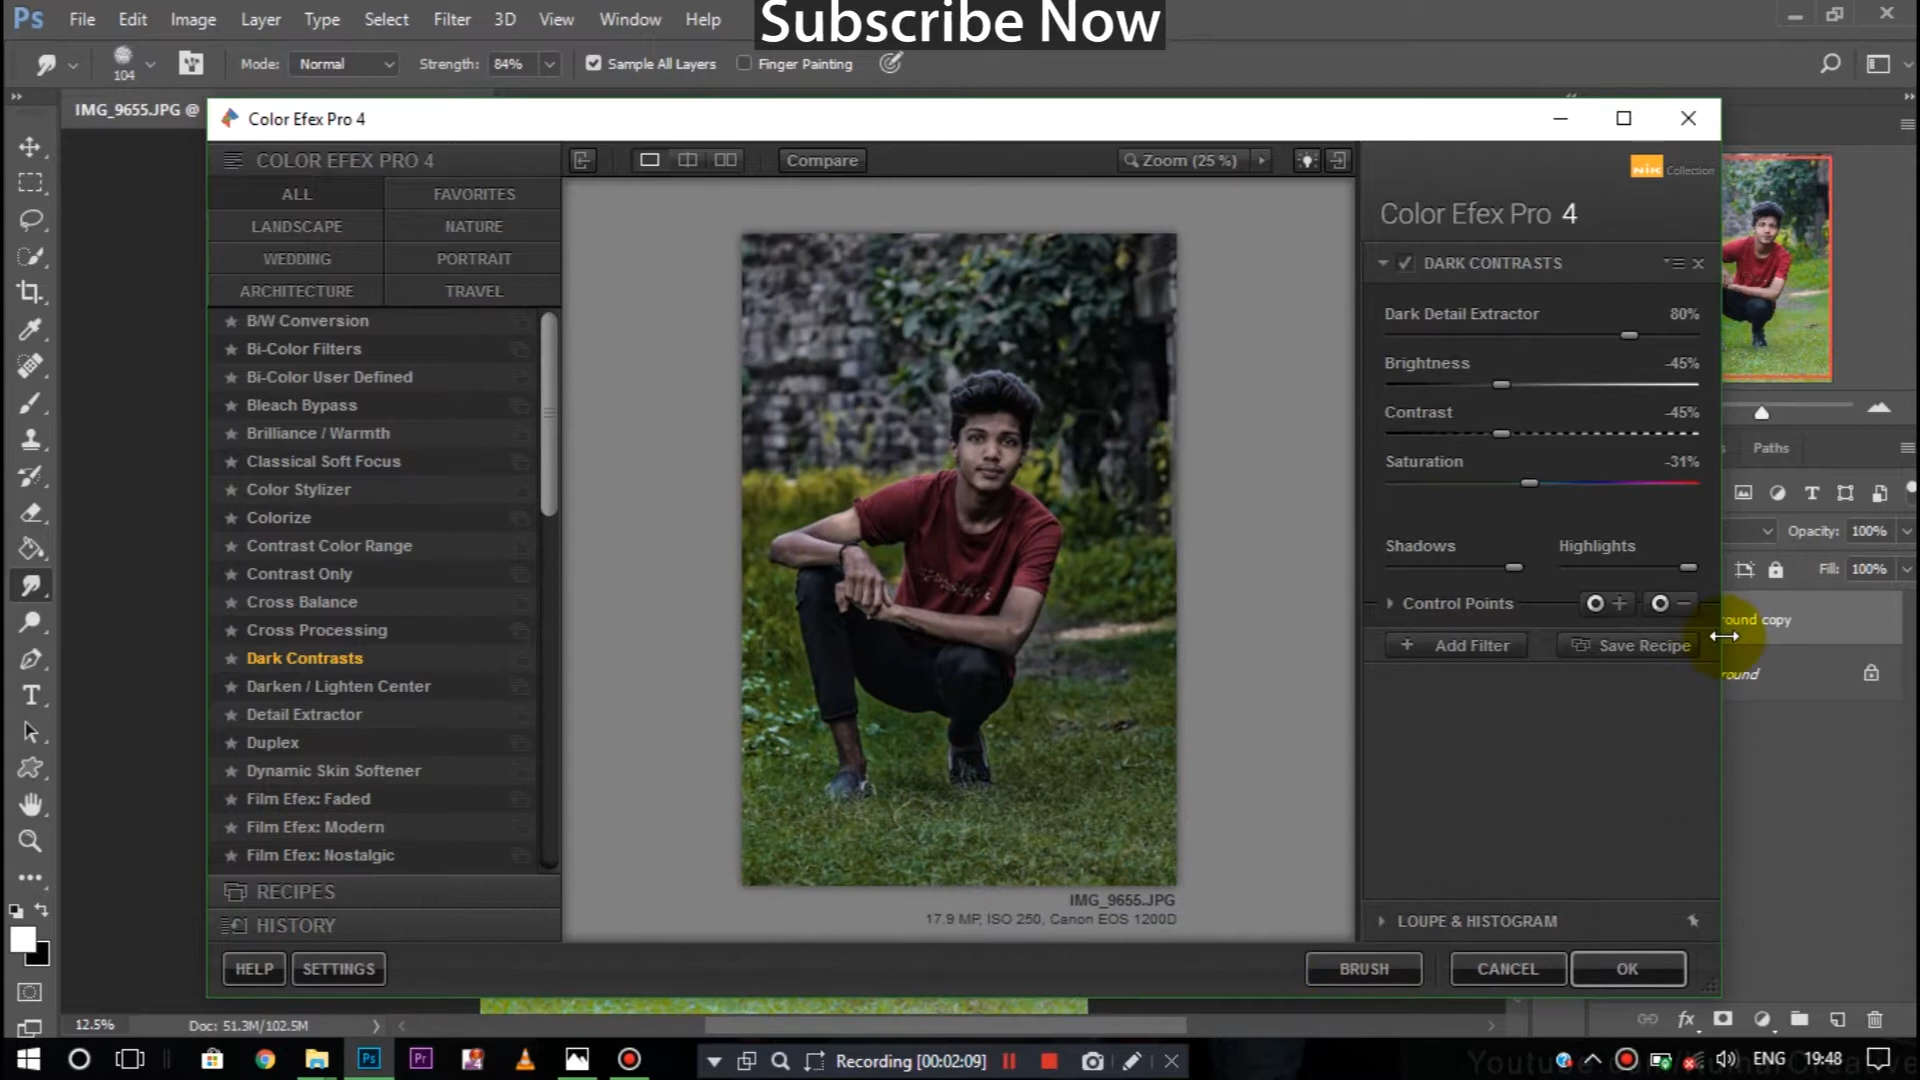 Ps File Edit Image Layer Type Select Filter 3D View Window Help
Subscribe Now
104 Mode: Normal Strength: 84% Sample All Layers Finger Painting
IMG_9655.JPG @
Color Efex Pro 4
COLOR EFEX PRO 4
Compare
Zoom (25 %)
Nik Collection
ALL FAVORITES
LANDSCAPE NATURE
WEDDING PORTRAIT
ARCHITECTURE TRAVEL
B/W Conversion
Bi-Color Filters
Bi-Color User Defined
Bleach Bypass
Brilliance / Warmth
Classical Soft Focus
Color Stylizer
Colorize
Contrast Color Range
Contrast Only
Cross Balance
Cross Processing
Dark Contrasts
Darken / Lighten Center
Detail Extractor
Duplex
Dynamic Skin Softener
Film Efex: Faded
Film Efex: Modern
Film Efex: Nostalgic
RECIPES
HISTORY
HELP SETTINGS
IMG_9655.JPG
17.9 MP, ISO 250, Canon EOS 1200D
Color Efex Pro 4
DARK CONTRASTS
Dark Detail Extractor 80%
Brightness -45%
Contrast -45%
Saturation -31%
Shadows Highlights
Control Points
Add Filter Save Recipe
LOUPE & HISTOGRAM
BRUSH CANCEL OK
s Paths
Opacity: 100%
Fill: 100%
round copy
round
12.5% Doc: 51.3M/102.5M
fx
Ps Pr Recording [00:02:09] ENG 19:48